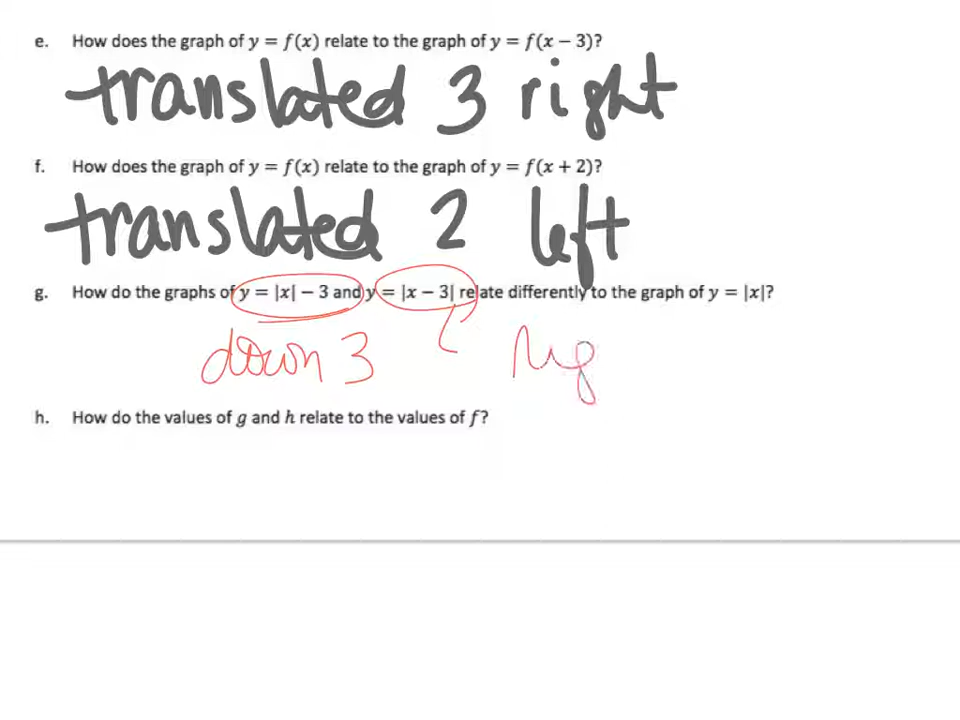 e. How does the graph of y = f(x) relate to the graph of y = f(x − 3)?
translated 3 right
f. How does the graph of y = f(x) relate to the graph of y = f(x + 2)?
translated 2 left
g. How do the graphs of y = |x| − 3 and y = |x − 3| relate differently to the graph of y = |x|?
down 3
h. How do the values of g and h relate to the values of f?